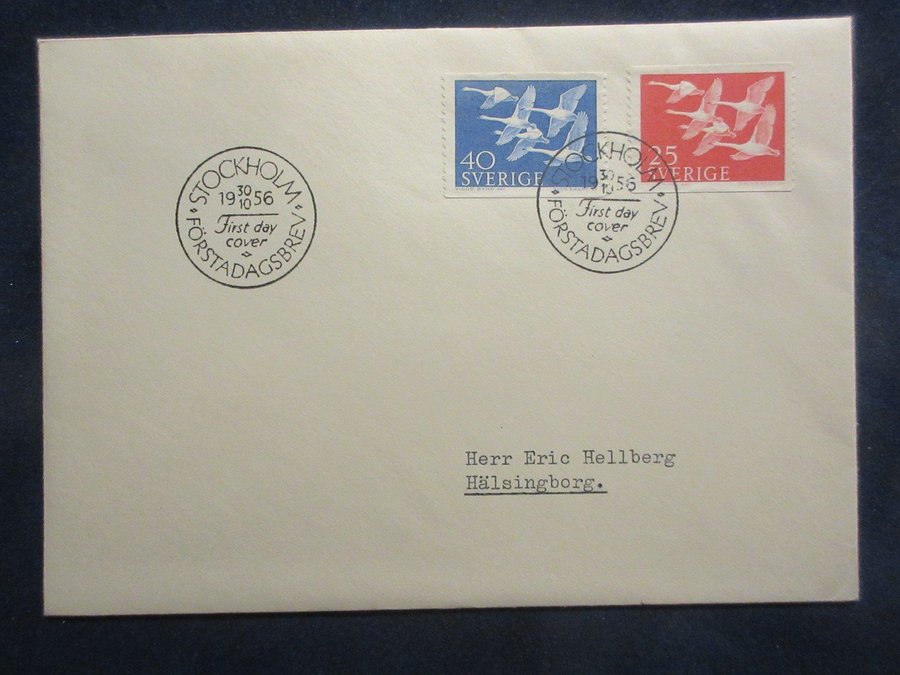 40
SVERIGE
25
SVERIGE
STOCKHOLM
19 30/10 56
First day
cover
FÖRSTADAGSBREV
STOCKHOLM
19 30/10 56
First day
cover
FÖRSTADAGSBREV
Herr Eric Hellberg
Hälsingborg.